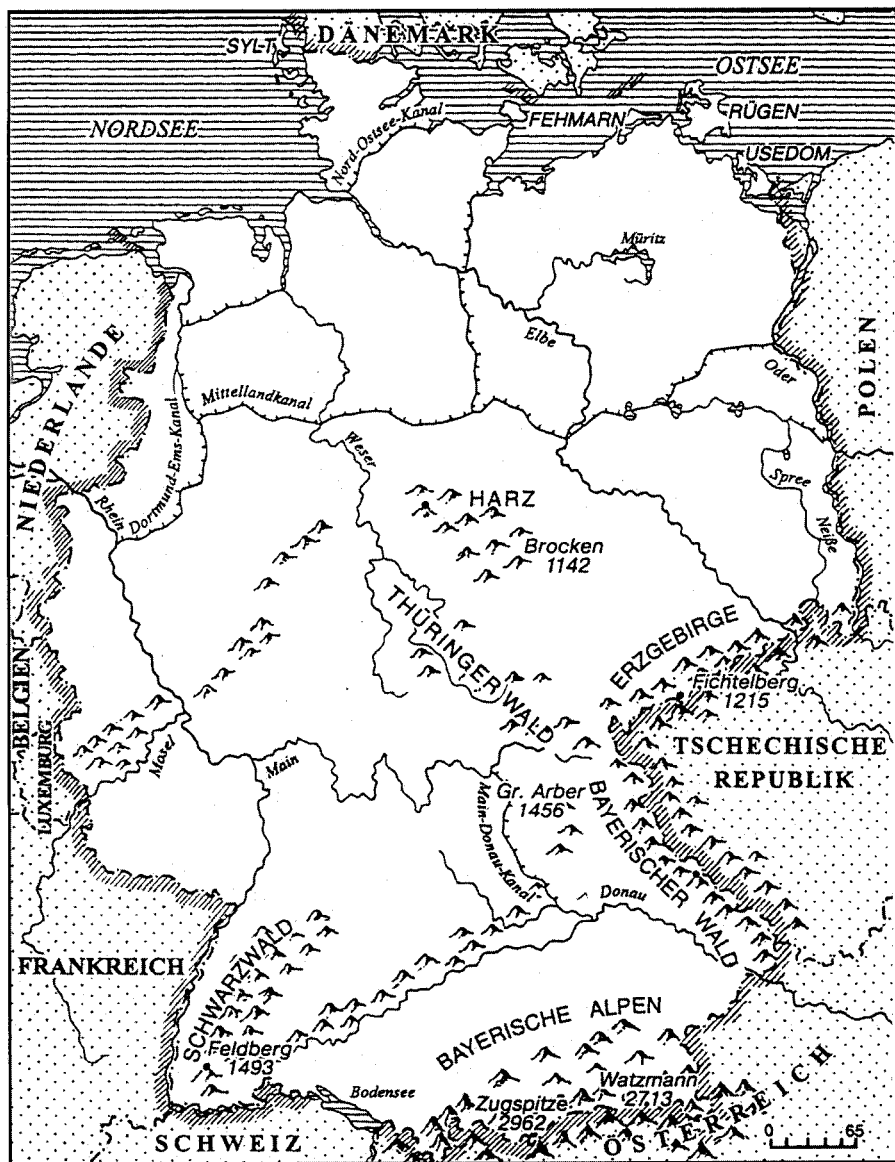 DÄNEMARK
SYLT
OSTSEE
NORDSEE
Nord-Ostsee-Kanal
FEHMARN
RÜGEN
USEDOM
Müritz
NIEDERLANDE
POLEN
Elbe
Oder
Mittellandkanal
Dortmund-Ems-Kanal
Weser
Rhein
Spree
Neiße
HARZ
Brocken
1142
THÜRINGER WALD
ERZGEBIRGE
Fichtelberg
1215
BELGIEN
LUXEMBURG
Mosel
Main
TSCHECHISCHE
REPUBLIK
Gr. Arber
1456
Main-Donau-Kanal
BAYERISCHER WALD
Donau
FRANKREICH
SCHWARZWALD
Feldberg
1493
BAYERISCHE ALPEN
Bodensee
Zugspitze
2962
Watzmann
2713
SCHWEIZ
ÖSTERREICH
0 65